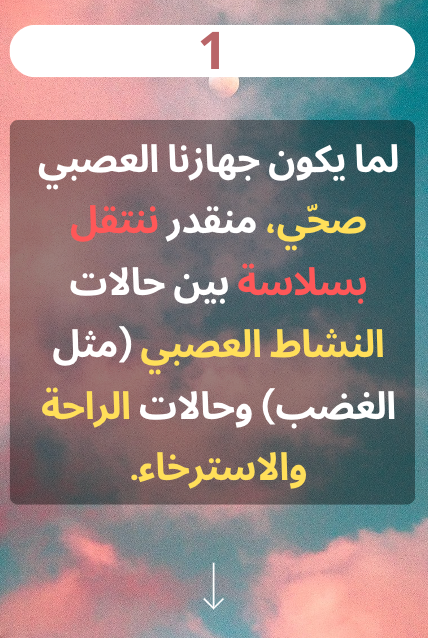 1
لما يكون جهازنا العصبي
صحّي، منقدر ننتقل
بسلاسة بين حالات
النشاط العصبي (مثل
الغضب) وحالات الراحة
والاسترخاء.